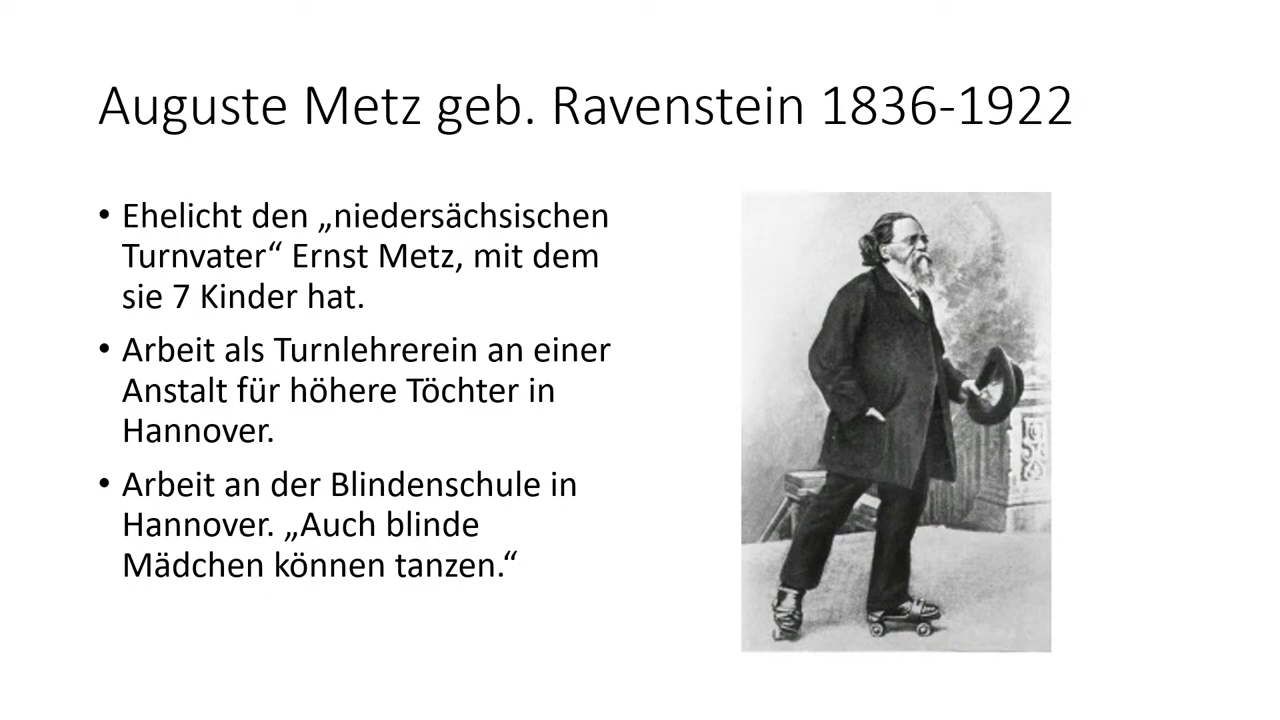 Auguste Metz geb. Ravenstein 1836-1922
• Ehelicht den „niedersächsischen
Turnvater“ Ernst Metz, mit dem
sie 7 Kinder hat.
• Arbeit als Turnlehrerein an einer
Anstalt für höhere Töchter in
Hannover.
• Arbeit an der Blindenschule in
Hannover. „Auch blinde
Mädchen können tanzen.“